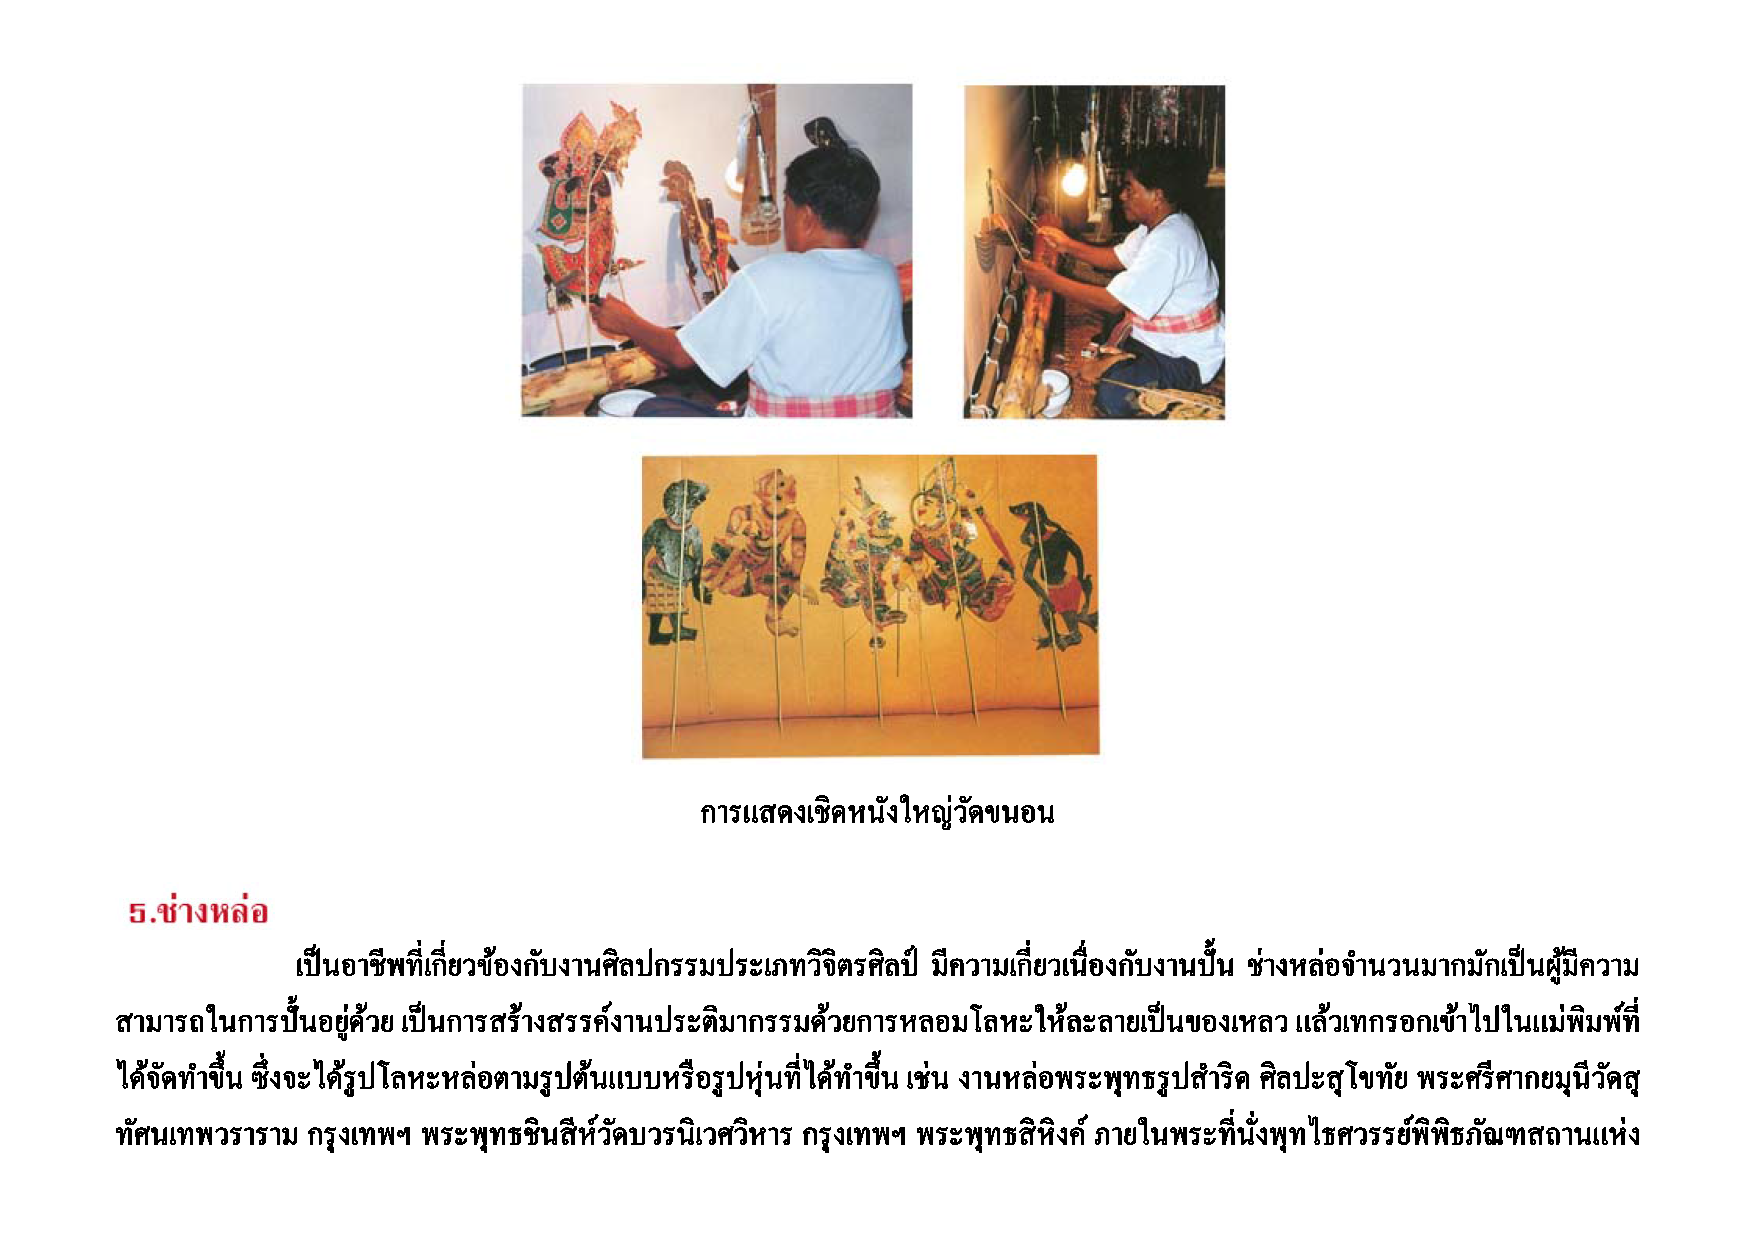 การแสดงเชิดหนังใหญ่วัดขนอน
5.ช่างหล่อ
เป็นอาชีพที่เกี่ยวข้องกับงานศิลปกรรมประเภทวิจิตรศิลป์ มีความเกี่ยวเนื่องกับงานปั้น ช่างหล่อจำนวนมากมักเป็นผู้มีความ
สามารถในการปั้นอยู่ด้วย เป็นการสร้างสรรค์งานประติมากรรมด้วยการหลอมโลหะให้ละลายเป็นของเหลว แล้วเทกรอกเข้าไปในแม่พิมพ์ที่
ได้จัดทำขึ้น ซึ่งจะได้รูปโลหะหล่อตามรูปต้นแบบหรือรูปหุ่นที่ได้ทำขึ้น เช่น งานหล่อพระพุทธรูปสำริด ศิลปะสุโขทัย พระศรีศากยมุนีวัดสุ
ทัศนเทพวราราม กรุงเทพฯ พระพุทธชินสีห์วัดบวรนิเวศวิหาร กรุงเทพฯ พระพุทธสิหิงค์ ภายในพระที่นั่งพุทไธศวรรย์พิพิธภัณฑสถานแห่ง